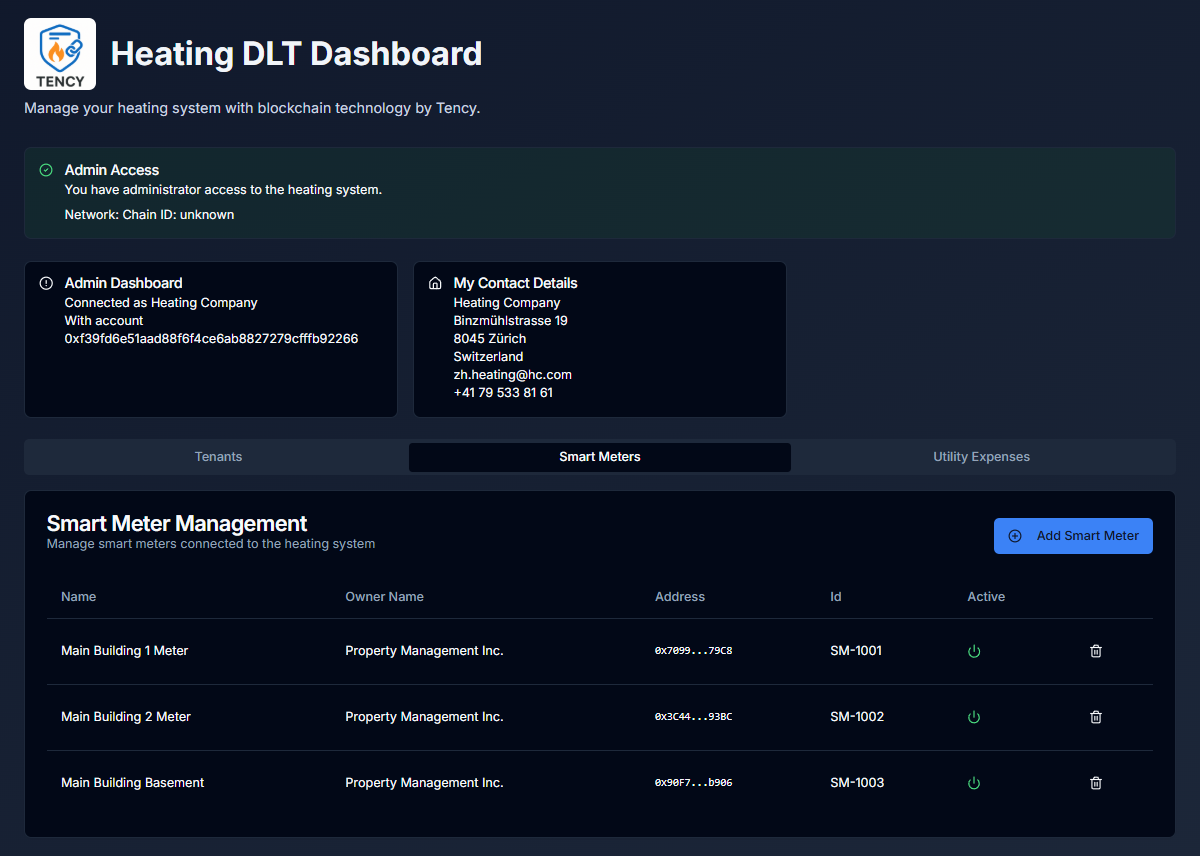 TENCY
Heating DLT Dashboard
Manage your heating system with blockchain technology by Tency.
Admin Access
You have administrator access to the heating system.
Network: Chain ID: unknown
Admin Dashboard
Connected as Heating Company
With account
0xf39fd6e51aad88f6f4ce6ab8827279cfffb92266
My Contact Details
Heating Company
Binzmühlstrasse 19
8045 Zürich
Switzerland
zh.heating@hc.com
+41 79 533 81 61
Tenants Smart Meters Utility Expenses
Smart Meter Management
Manage smart meters connected to the heating system
Add Smart Meter
Name Owner Name Address Id Active
Main Building 1 Meter Property Management Inc. 0x7099...79C8 SM-1001
Main Building 2 Meter Property Management Inc. 0x3C44...93BC SM-1002
Main Building Basement Property Management Inc. 0x90F7...b906 SM-1003